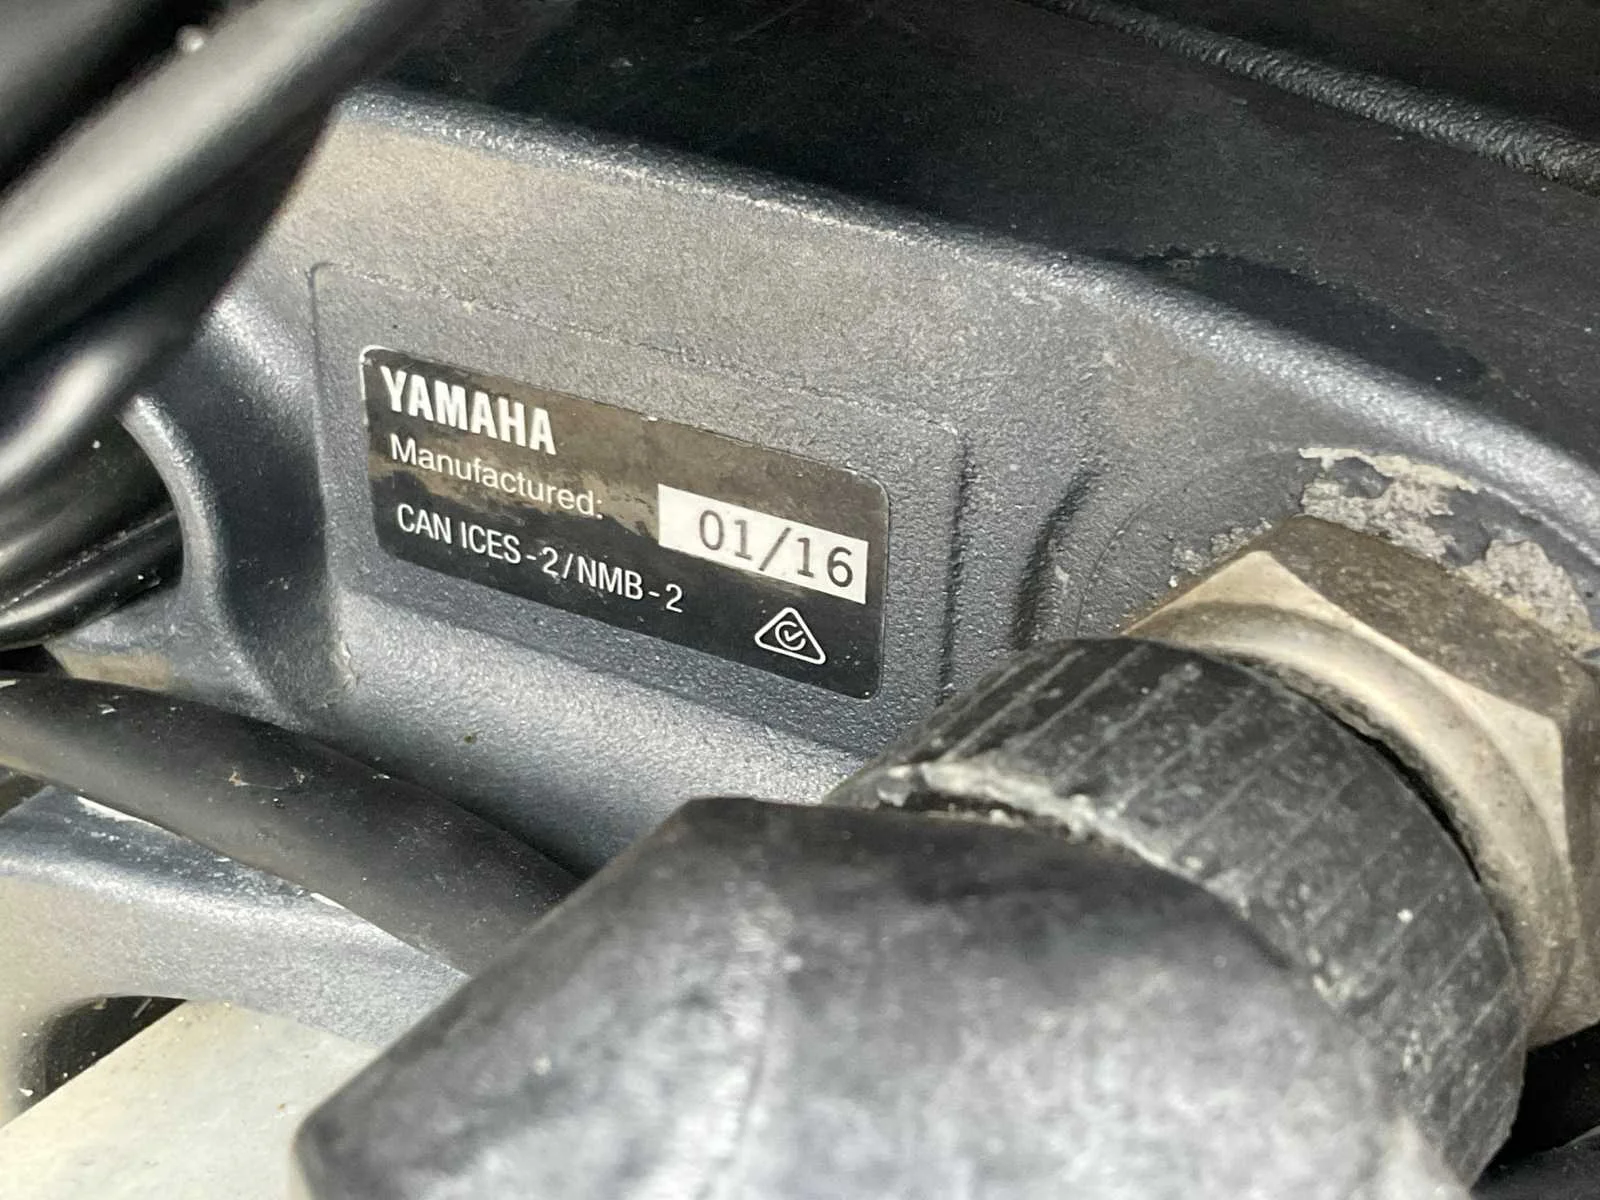 YAMAHA
Manufactured: 01/16
CAN ICES-2/NMB-2